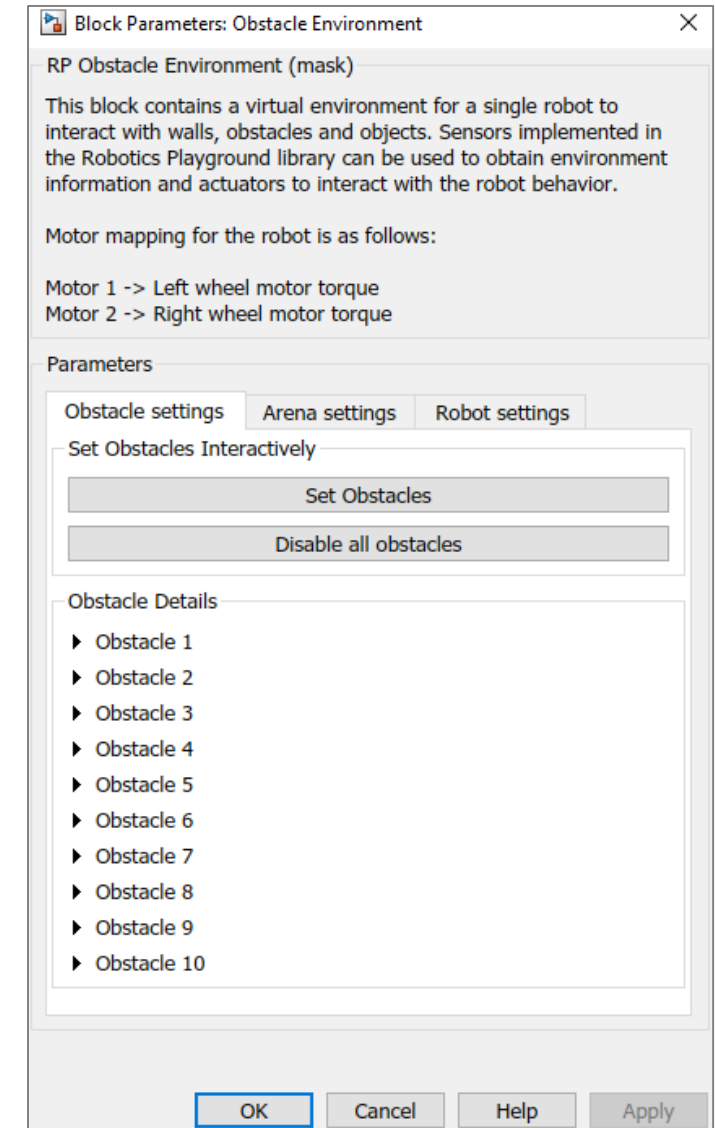 Block Parameters: Obstacle Environment
RP Obstacle Environment (mask)
This block contains a virtual environment for a single robot to
interact with walls, obstacles and objects. Sensors implemented in
the Robotics Playground library can be used to obtain environment
information and actuators to interact with the robot behavior.
Motor mapping for the robot is as follows:
Motor 1 -> Left wheel motor torque
Motor 2 -> Right wheel motor torque
Parameters
Obstacle settings Arena settings Robot settings
Set Obstacles Interactively
Set Obstacles
Disable all obstacles
Obstacle Details
Obstacle 1
Obstacle 2
Obstacle 3
Obstacle 4
Obstacle 5
Obstacle 6
Obstacle 7
Obstacle 8
Obstacle 9
Obstacle 10
OK Cancel Help Apply